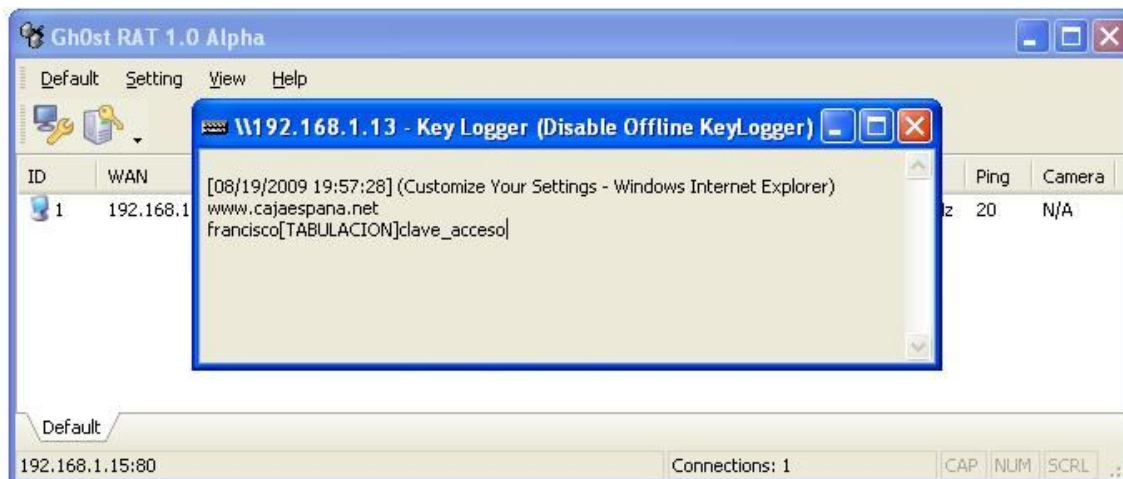 Gh0st RAT 1.0 Alpha
Default Setting View Help
\\192.168.1.13 - Key Logger (Disable Offline KeyLogger)
[08/19/2009 19:57:28] (Customize Your Settings - Windows Internet Explorer)
www.cajaespana.net
francisco[TABULACION]clave_acceso
ID WAN Ping Camera
1 192.168.1 20 N/A
Default
192.168.1.15:80 Connections: 1 CAP NUM SCRL